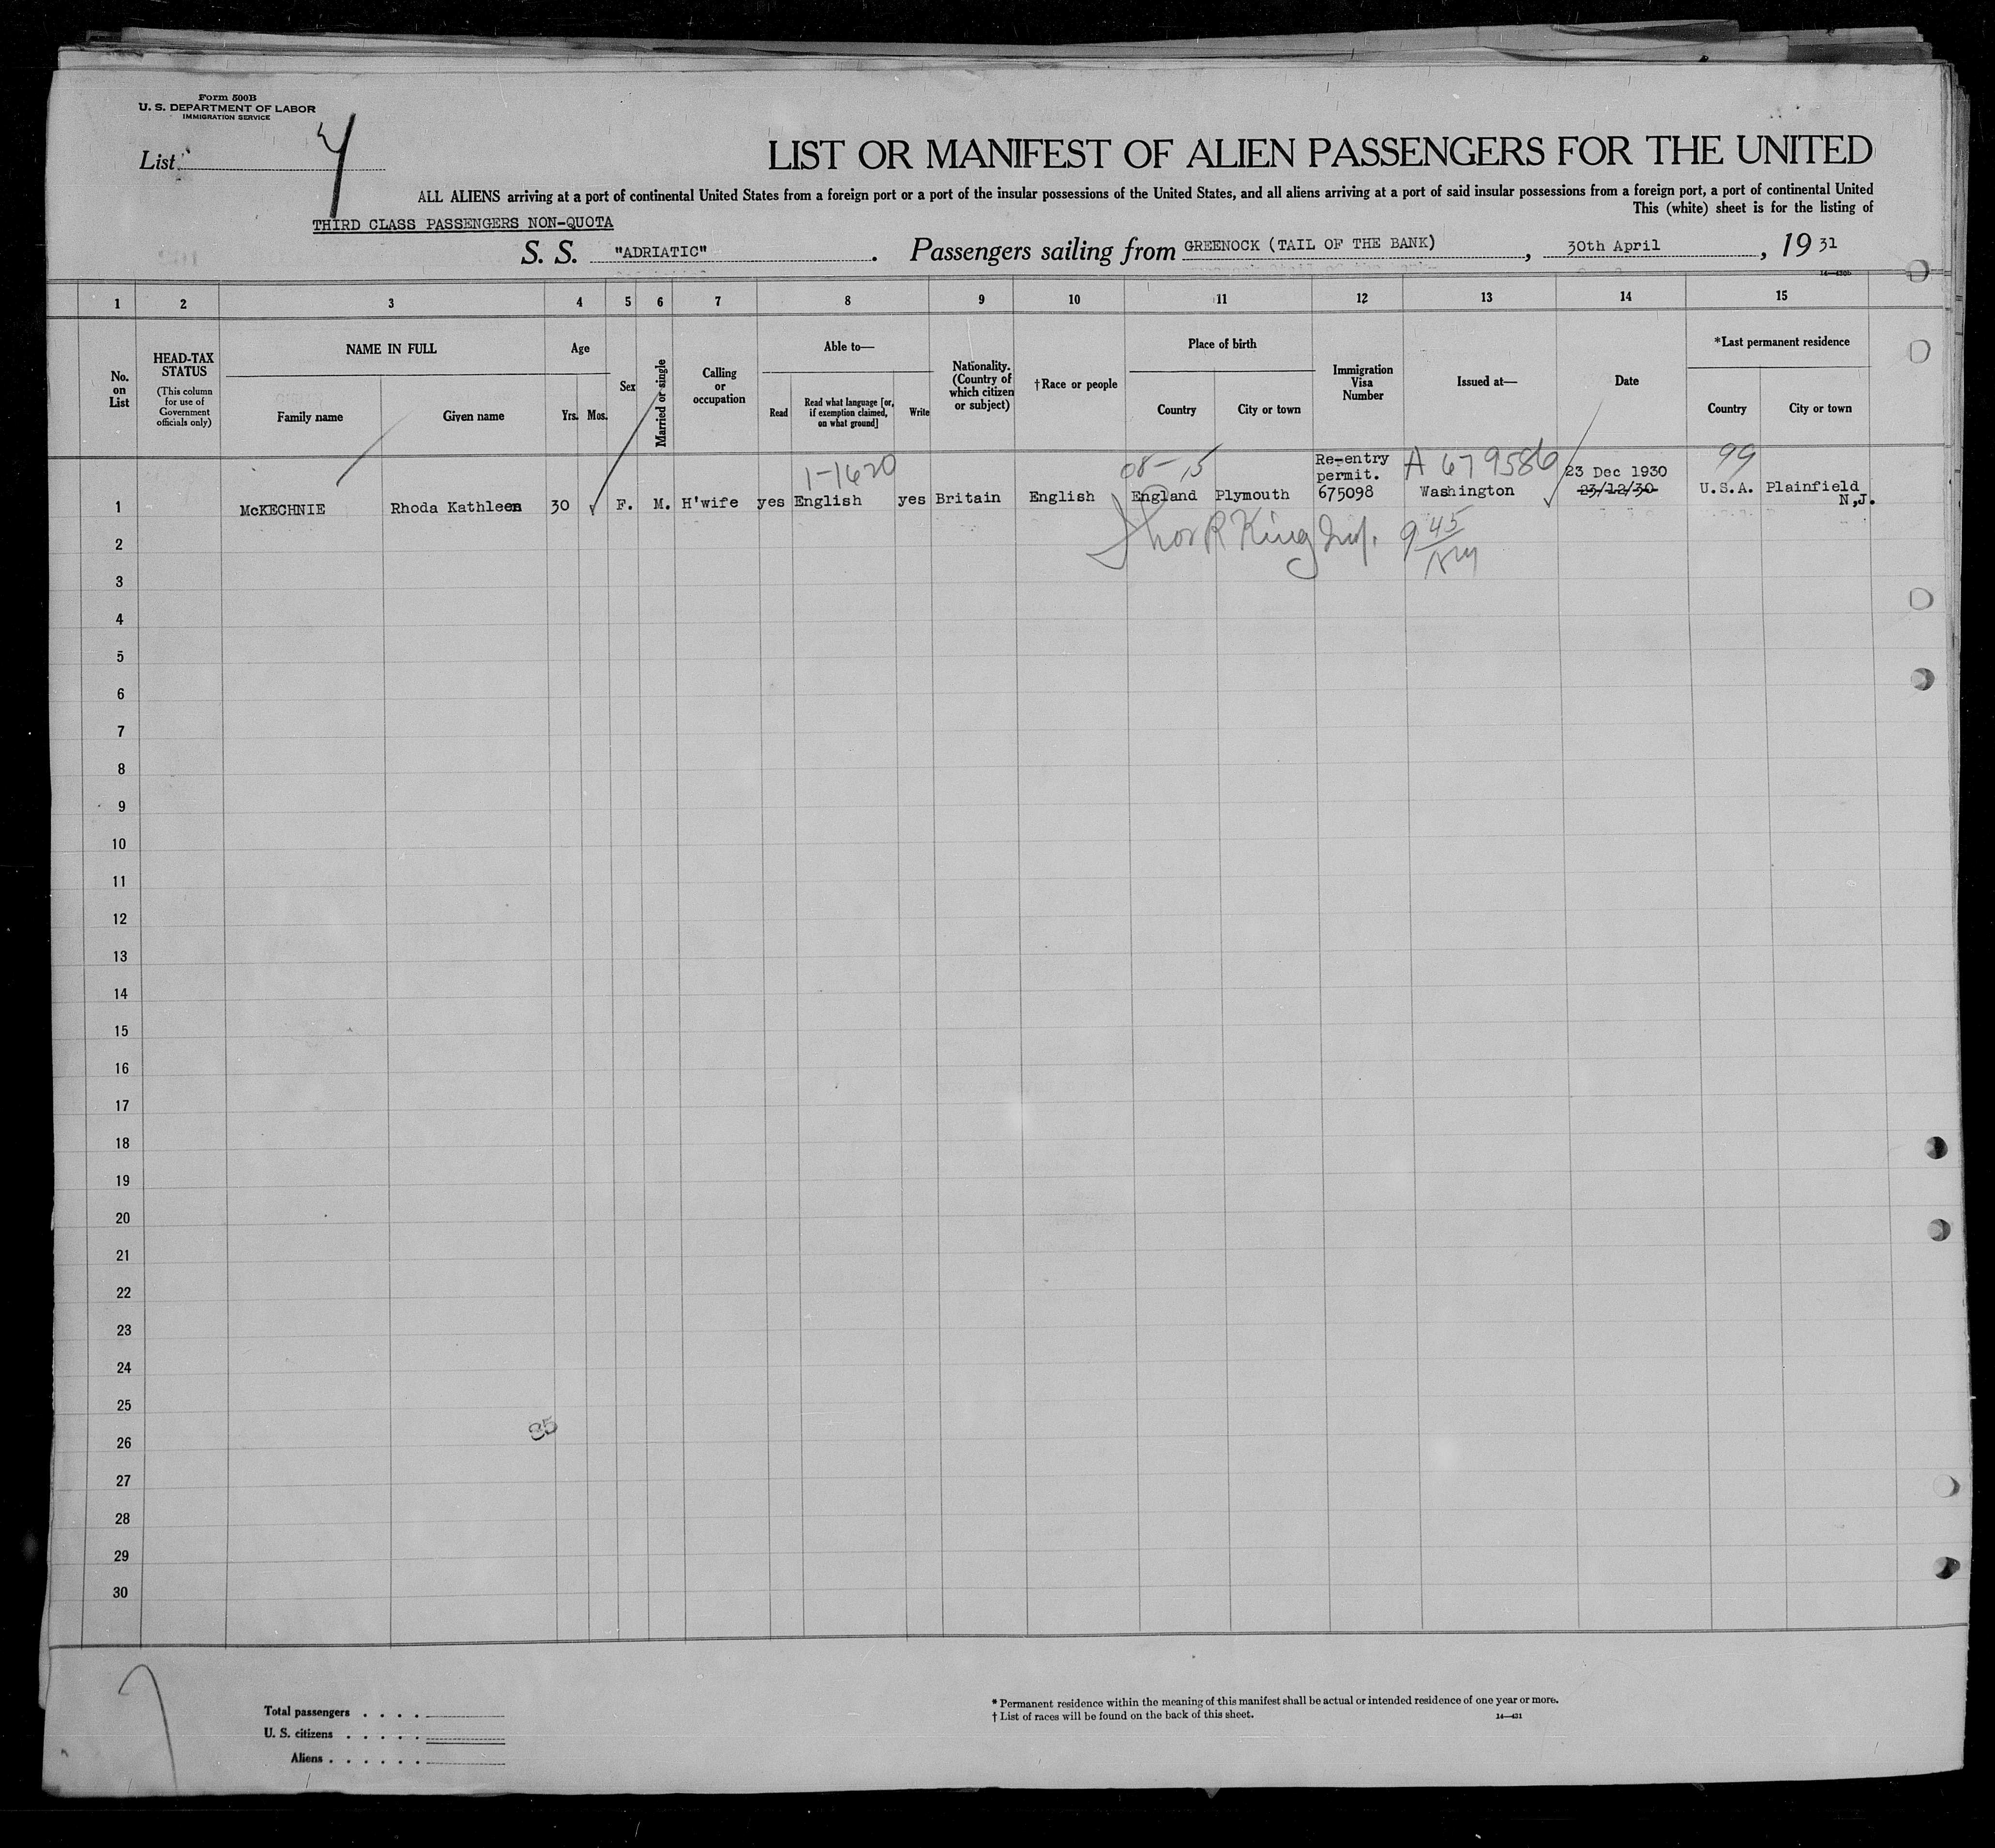 Form 500B
U. S. DEPARTMENT OF LABOR
IMMIGRATION SERVICE
List 4
LIST OR MANIFEST OF ALIEN PASSENGERS FOR THE UNITED
ALL ALIENS arriving at a port of continental United States from a foreign port or a port of the insular possessions of the United States, and all aliens arriving at a port of said insular possessions from a foreign port, a port of continental United
This (white) sheet is for the listing of
THIRD CLASS PASSENGERS NON-QUOTA
S. S. "ADRIATIC". Passengers sailing from GREENOCK (TAIL OF THE BANK), 30th April, 1931
1 2 3 4 5 6 7 8 9 10 11 12 13 14 15
No. on List
HEAD-TAX STATUS
(This column for use of Government officials only)
NAME IN FULL
Family name
Given name
Age
Yrs. Mos.
Sex
Married or single
Calling or occupation
Able to—
Read
Read what language [or, if exemption claimed, on what ground]
Write
Nationality. (Country of which citizen or subject)
†Race or people
Place of birth
Country
City or town
Immigration Visa Number
Issued at—
Date
*Last permanent residence
Country
City or town
1-1620 08-15 Re-entry permit. A 679586 23 Dec 1930 99
1 McKECHNIE Rhoda Kathleen 30 F. M. H'wife yes English yes Britain English England Plymouth 675098 Washington 23/12/30 U.S.A. Plainfield N,J.
2 R King 9 45
3
4
5
6
7
8
9
10
11
12
13
14
15
16
17
18
19
20
21
22
23
24
25
26
27
28
29
30
Total passengers
U. S. citizens
Aliens
* Permanent residence within the meaning of this manifest shall be actual or intended residence of one year or more.
† List of races will be found on the back of this sheet.
14—431